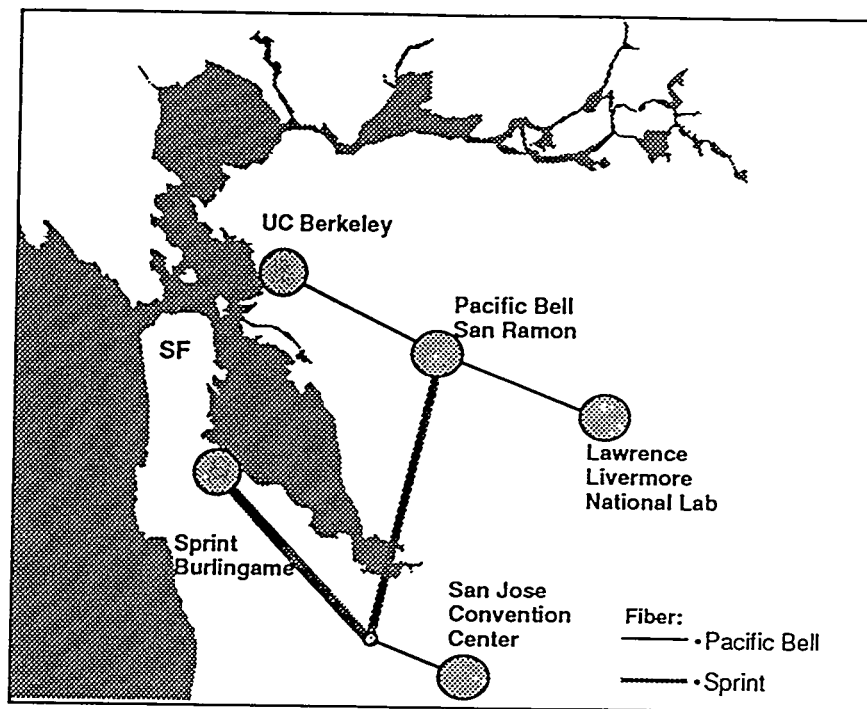 UC Berkeley
Pacific Bell
San Ramon
SF
Lawrence
Livermore
National Lab
Sprint
Burlingame
San Jose
Convention
Center
Fiber:
• Pacific Bell
• Sprint